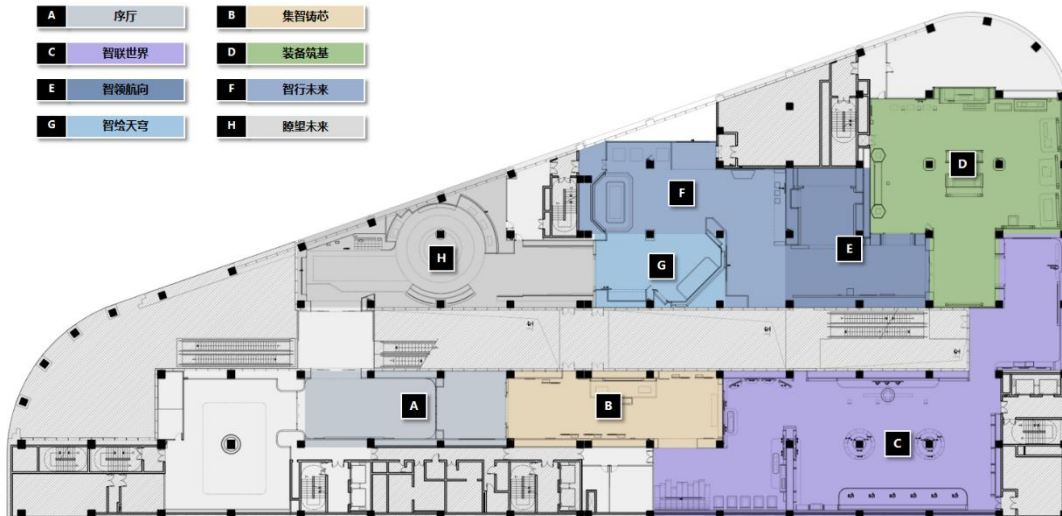 A 序厅
B 集智铸芯
C 智联世界
D 装备筑基
E 智领航向
F 智行未来
G 智绘天穹
H 瞭望未来
D
F
E
H
G
A
B
C